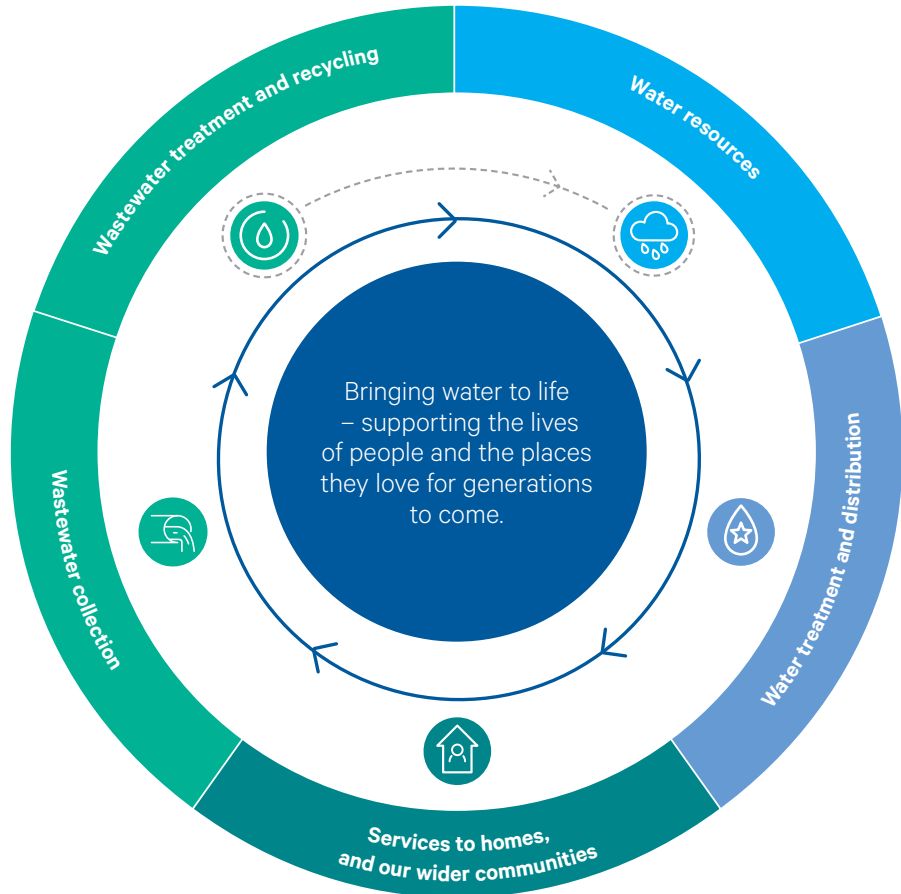 Wastewater treatment and recycling
Water resources
Bringing water to life
– supporting the lives
of people and the places
they love for generations
to come.
Water treatment and distribution
Wastewater collection
Services to homes,
and our wider communities